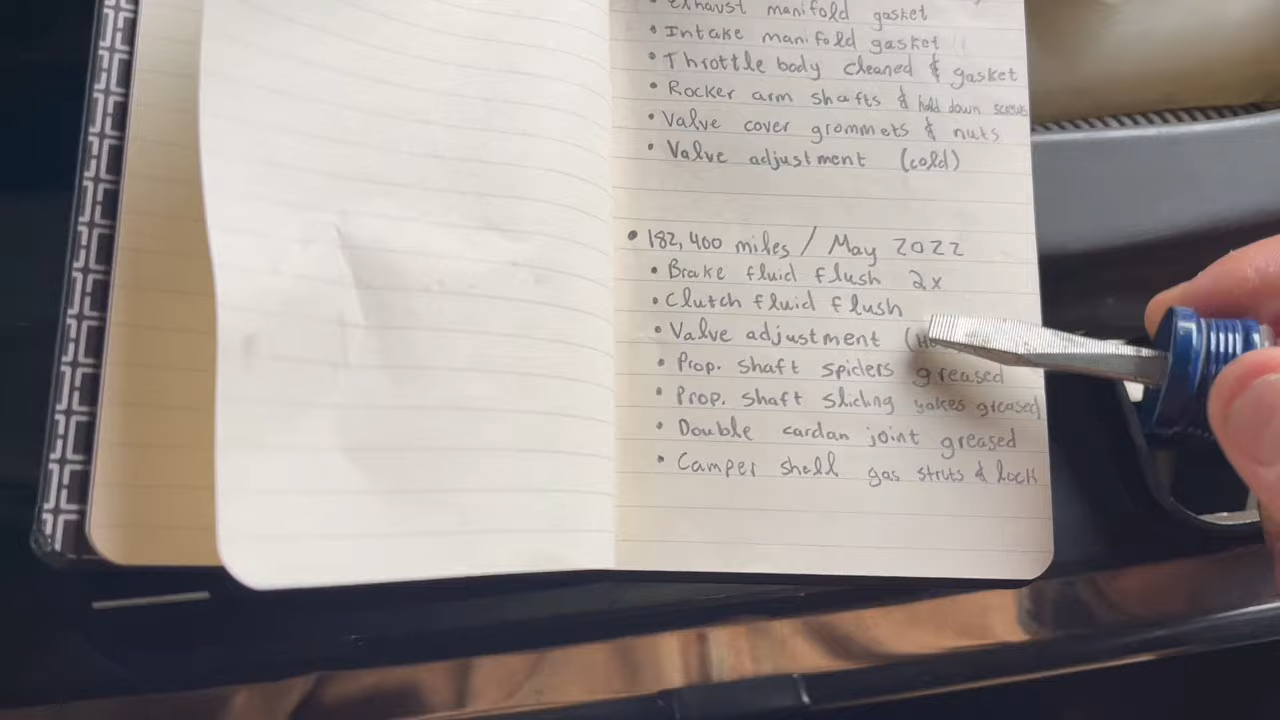 • Exhaust manifold gasket
• Intake manifold gasket
• Throttle body cleaned & gasket
• Rocker arm shafts & hold down screws
• Valve cover grommets & nuts
• Valve adjustment (cold)
• 182,400 miles / May 2022
• Brake fluid flush 2x
• Clutch fluid flush
• Valve adjustment
• Prop. shaft spiders greased
• Prop. shaft sliding yokes greased
• Double cardan joint greased
• Camper shell gas struts & lock